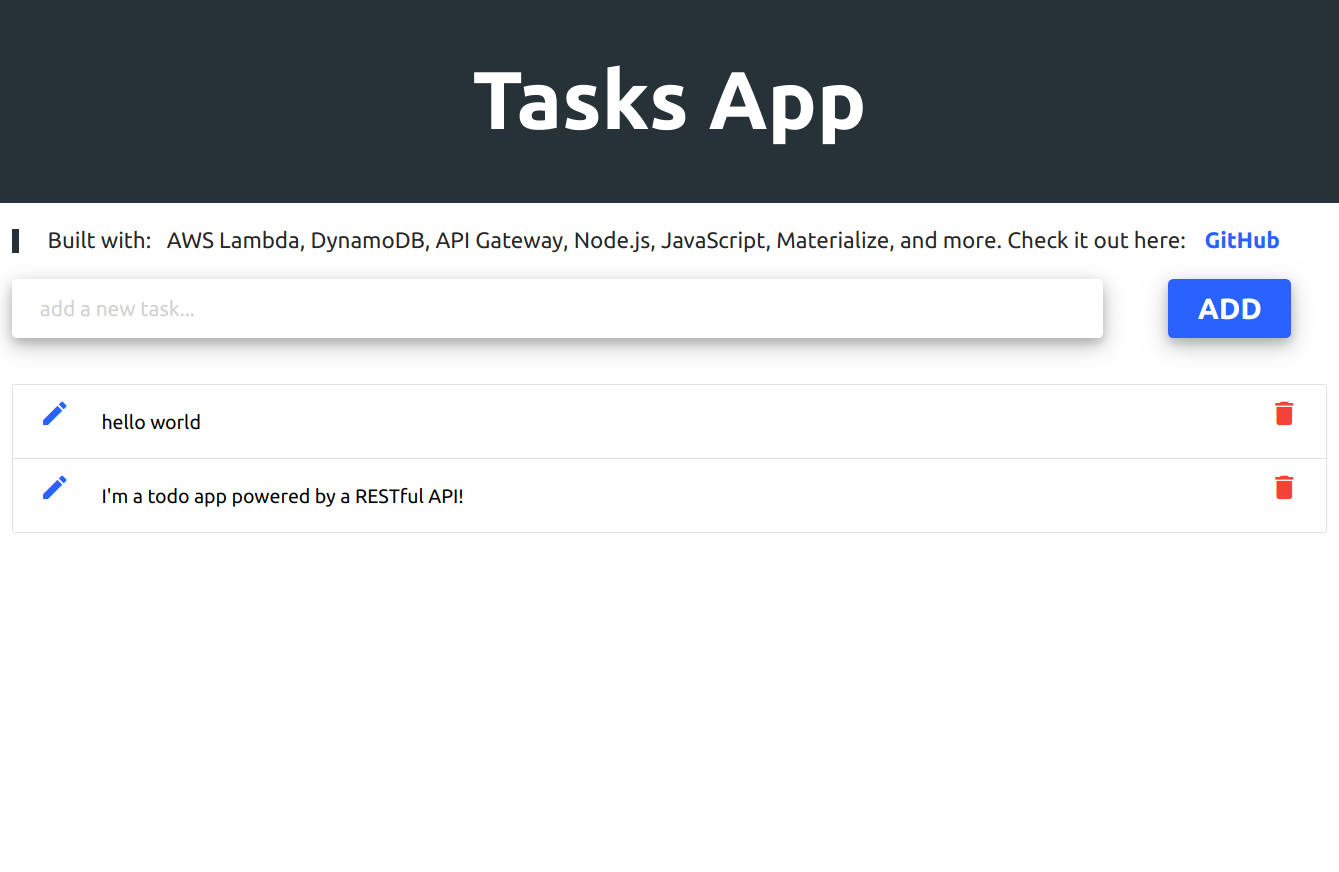 Tasks App
Built with: AWS Lambda, DynamoDB, API Gateway, Node.js, JavaScript, Materialize, and more. Check it out here: GitHub
add a new task...
ADD
hello world
I'm a todo app powered by a RESTful API!